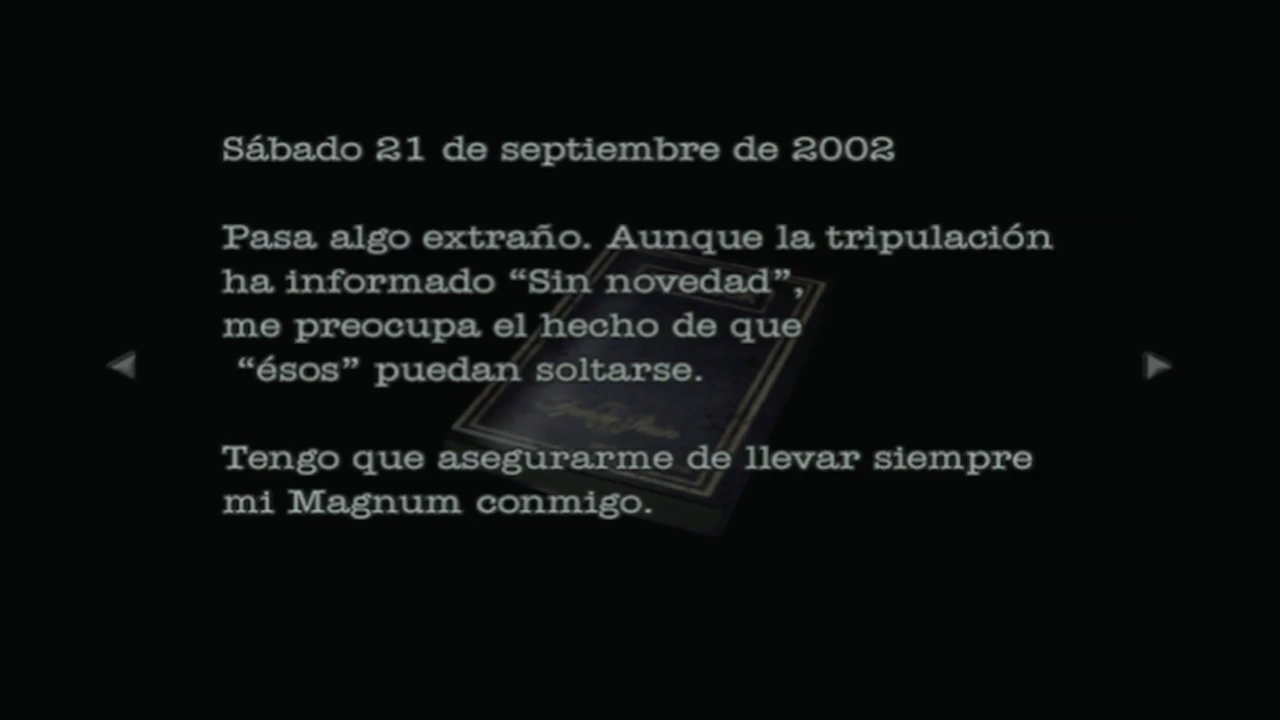 Sábado 21 de septiembre de 2002
Pasa algo extraño. Aunque la tripulación
ha informado “Sin novedad”,
me preocupa el hecho de que
“ésos” puedan soltarse.
Tengo que asegurarme de llevar siempre
mi Magnum conmigo.